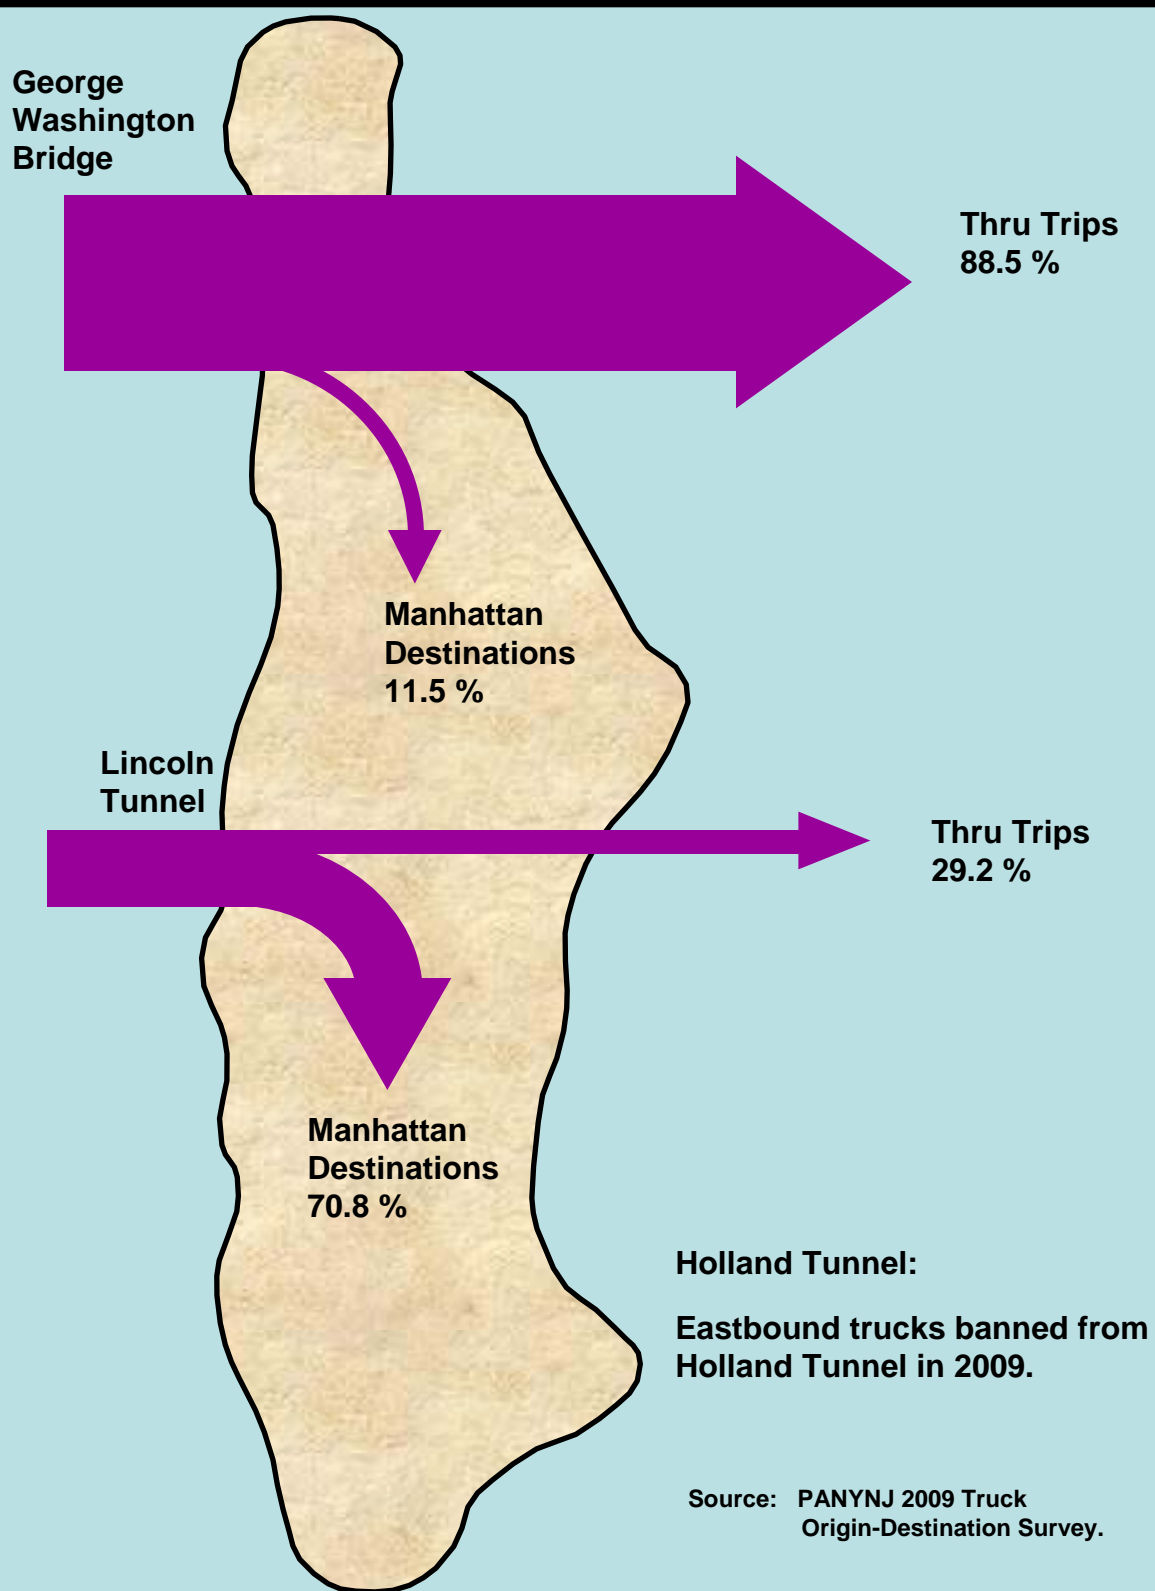 George
Washington
Bridge
Thru Trips
88.5 %
Manhattan
Destinations
11.5 %
Lincoln
Tunnel
Thru Trips
29.2 %
Manhattan
Destinations
70.8 %
Holland Tunnel:
Eastbound trucks banned from
Holland Tunnel in 2009.
Source: PANYNJ 2009 Truck
Origin-Destination Survey.